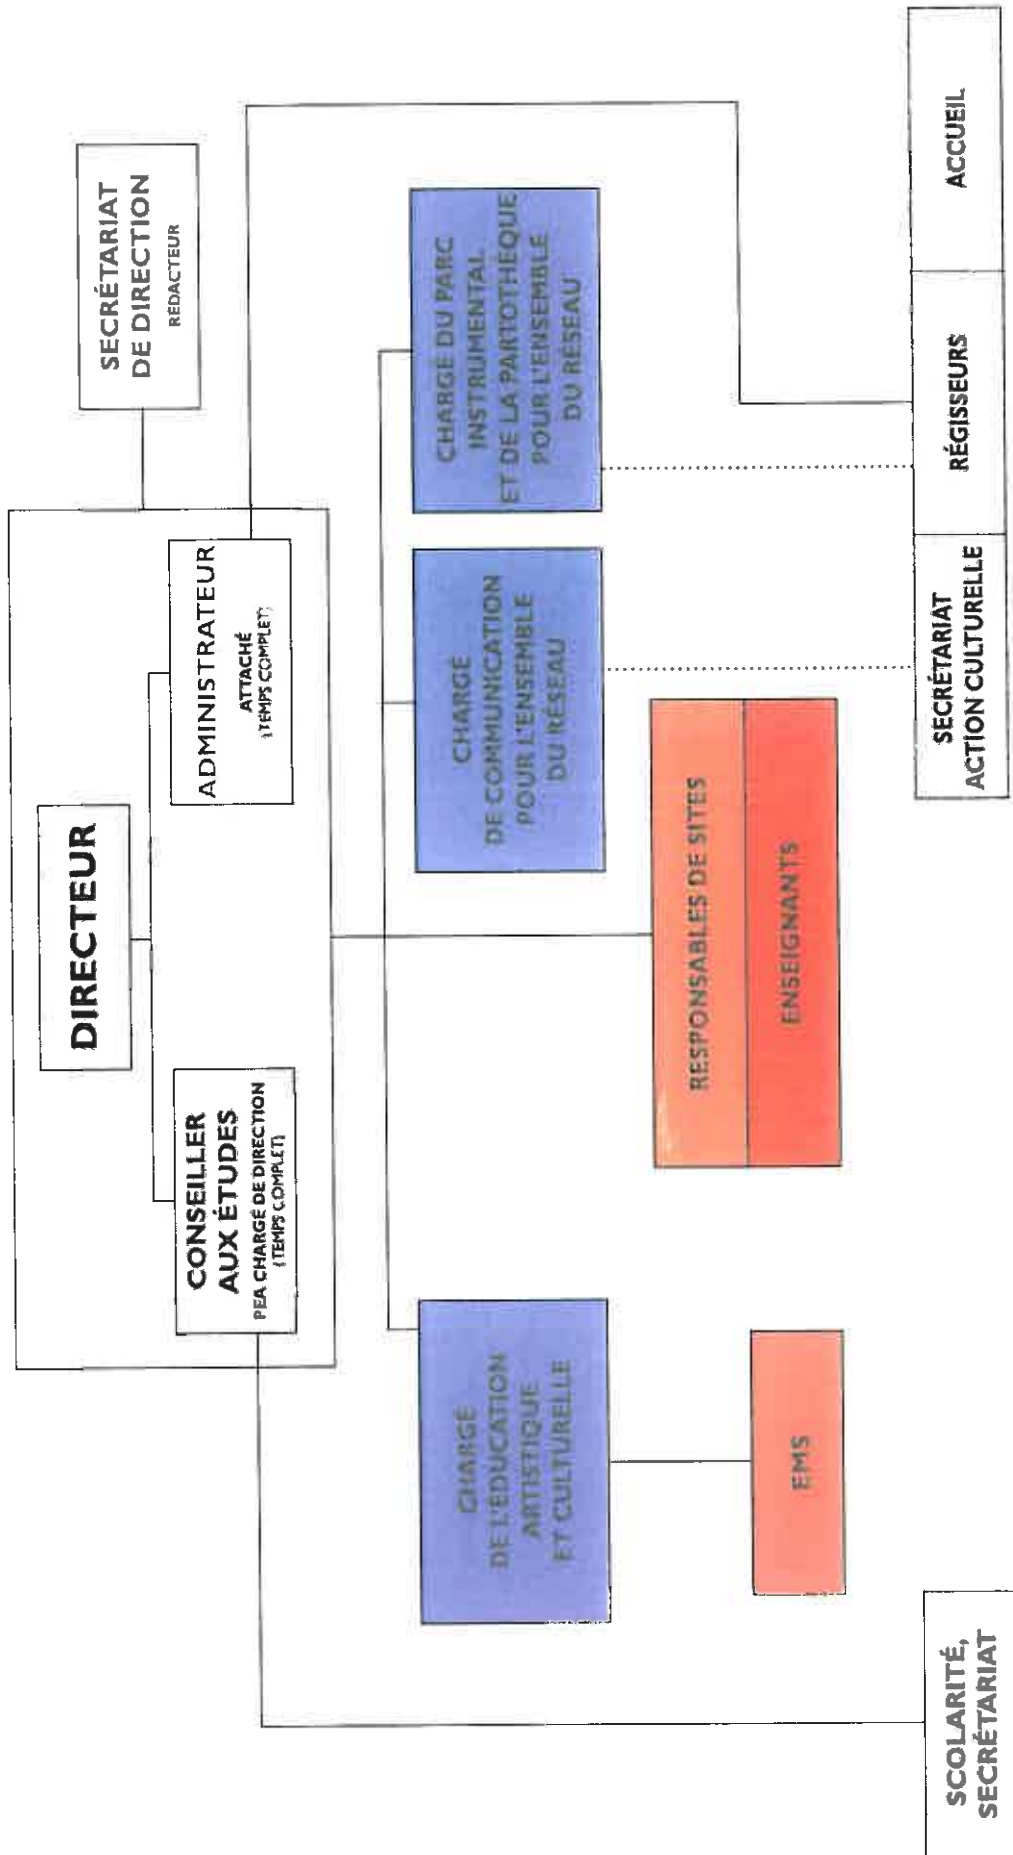 DIRECTEUR
SECRÉTARIAT
DE DIRECTION
RÉDACTEUR
CONSEILLER
AUX ÉTUDES
PEA CHARGÉ DE DIRECTION
(TEMPS COMPLET)
ADMINISTRATEUR
ATTACHÉ
(TEMPS COMPLET)
CHARGÉ
DE L'ÉDUCATION
ARTISTIQUE
ET CULTURELLE
CHARGÉ
DE COMMUNICATION
POUR L'ENSEMBLE
DU RÉSEAU
CHARGÉ DU PARC
INSTRUMENTAL
ET DE LA PARTOTHEQUE
POUR L'ENSEMBLE
DU RÉSEAU
RESPONSABLES DE SITES
ENSEIGNANTS
EMS
SCOLARITÉ,
SECRÉTARIAT
SECRÉTARIAT
ACTION CULTURELLE
RÉGISSEURS
ACCUEIL